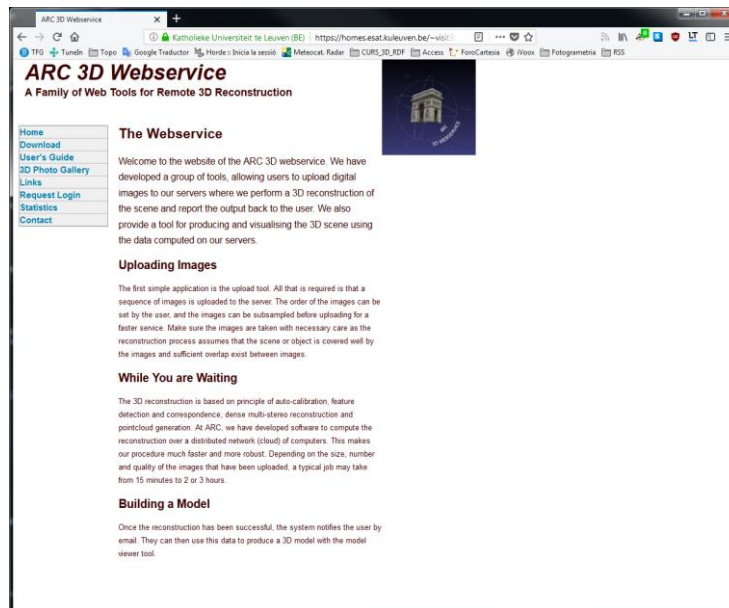 ARC 3D Webservice
Katholieke Universiteit te Leuven (BE) https://homes.esat.kuleuven.be/~visit3
TFG TuneIn Topo Google Traductor Horde :: Inicia la sessió Meteocat. Radar CURS_3D_RDF Access ForoCartesia iVoox Fotogrametria RSS
ARC 3D Webservice
A Family of Web Tools for Remote 3D Reconstruction
ARC
3D WEBSERVICE
Home
Download
User's Guide
3D Photo Gallery
Links
Request Login
Statistics
Contact
The Webservice
Welcome to the website of the ARC 3D webservice. We have
developed a group of tools, allowing users to upload digital
images to our servers where we perform a 3D reconstruction of
the scene and report the output back to the user. We also
provide a tool for producing and visualising the 3D scene using
the data computed on our servers.
Uploading Images
The first simple application is the upload tool. All that is required is that a
sequence of images is uploaded to the server. The order of the images can be
set by the user, and the images can be subsampled before uploading for a
faster service. Make sure the images are taken with necessary care as the
reconstruction process assumes that the scene or object is covered well by
the images and sufficient overlap exist between images.
While You are Waiting
The 3D reconstruction is based on principle of auto-calibration, feature
detection and correspondence, dense multi-stereo reconstruction and
pointcloud generation. At ARC, we have developed software to compute the
reconstruction over a distributed network (cloud) of computers. This makes
our procedure much faster and more robust. Depending on the size, number
and quality of the images that have been uploaded, a typical job may take
from 15 minutes to 2 or 3 hours.
Building a Model
Once the reconstruction has been successful, the system notifies the user by
email. They can then use this data to produce a 3D model with the model
viewer tool.